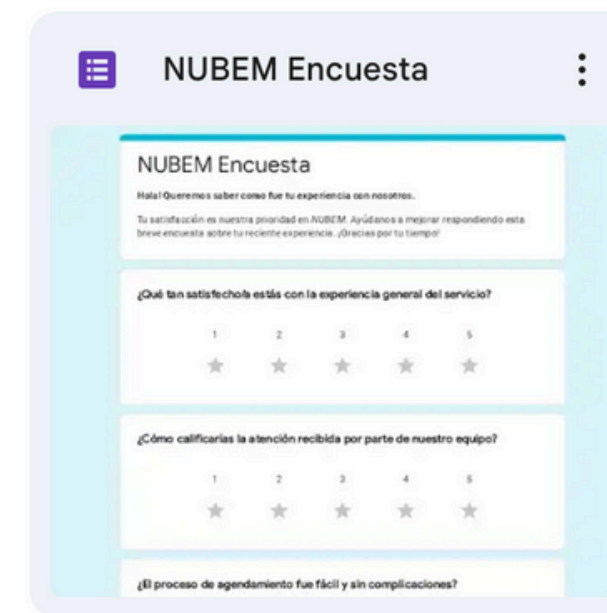 NUBEM Encuesta
NUBEM Encuesta
Hola! Queremos saber como fue tu experiencia con nosotros.
Tu satisfacción es nuestra prioridad en NUBEM. Ayúdanos a mejorar respondiendo esta
breve encuesta sobre tu reciente experiencia. ¡Gracias por tu tiempo!
¿Qué tan satisfecho/a estás con la experiencia general del servicio?
1 2 3 4 5
¿Cómo calificarías la atención recibida por parte de nuestro equipo?
1 2 3 4 5
¿El proceso de agendamiento fue fácil y sin complicaciones?